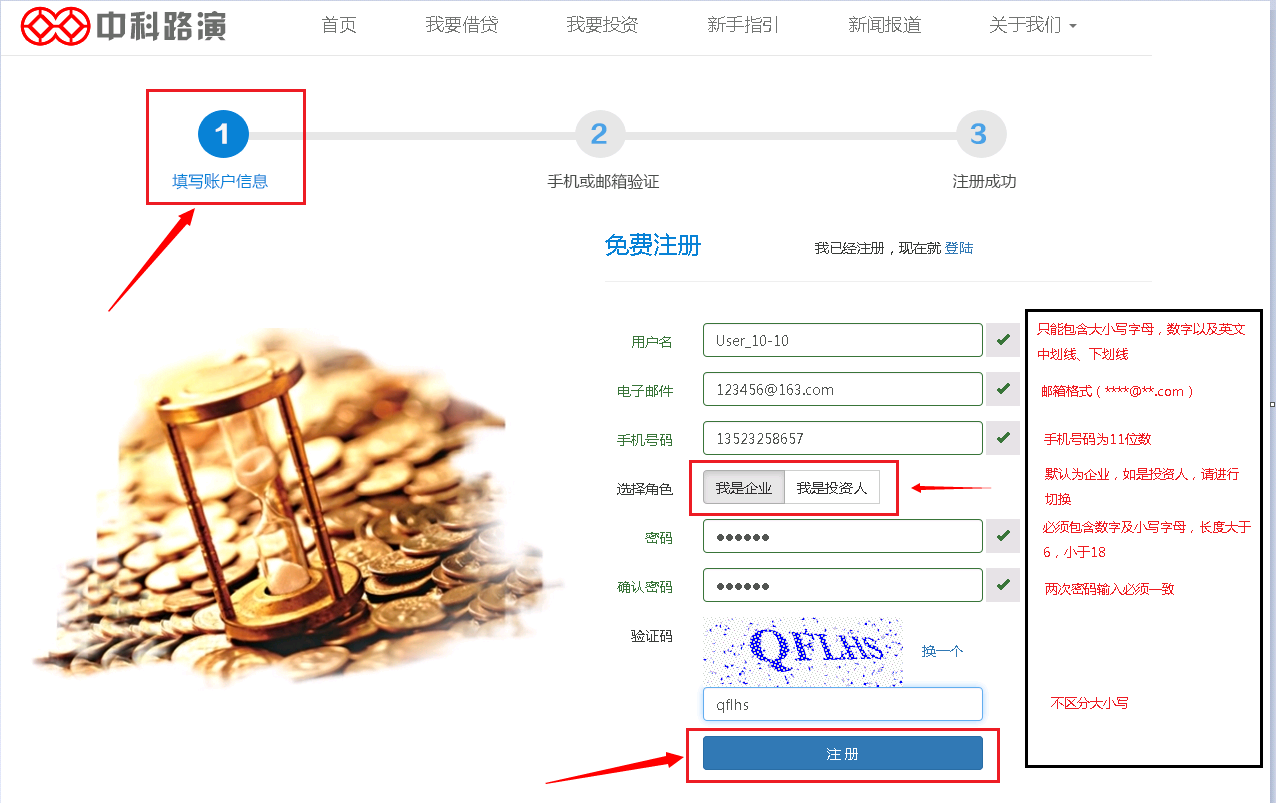 中科路演
首页 我要借贷 我要投资 新手指引 新闻报道 关于我们
1 2 3
填写账户信息 手机或邮箱验证 注册成功
免费注册 我已经注册，现在就 登陆
用户名 User_10-10 只能包含大小写字母，数字以及英文
中划线、下划线
电子邮件 123456@163.com 邮箱格式（****@**.com）
手机号码 13523258657 手机号码为11位数
选择角色 我是企业 我是投资人 默认为企业，如是投资人，请进行
切换
密码 ●●●●●● 必须包含数字及小写字母，长度大于
6，小于18
确认密码 ●●●●●● 两次密码输入必须一致
验证码 QFLHS 换一个
qflhs 不区分大小写
注 册